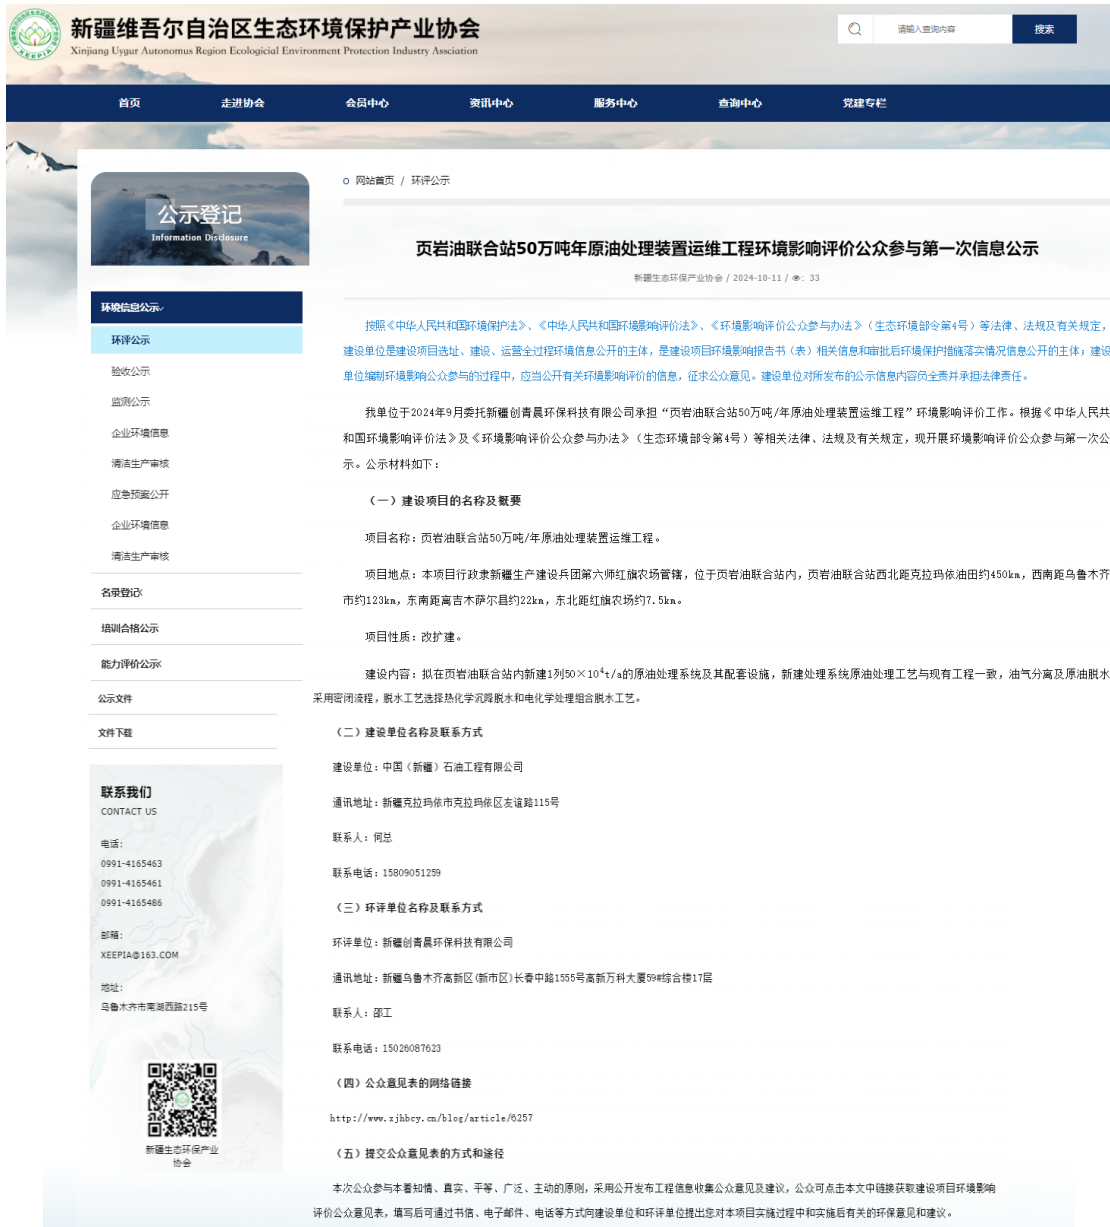 新疆维吾尔自治区生态环境保护产业协会
Xinjiang Uygur Autonomus Region Ecologicial Environment Protection Industry Assciation
XEEPIA
请输入查询内容
搜索
首页
走进协会
会员中心
资讯中心
服务中心
查询中心
党建专栏
公示登记
Information Disclosure
环境信息公示
环评公示
验收公示
监测公示
企业环境信息
清洁生产审核
应急预案公开
企业环境信息
清洁生产审核
名录登记
培训合格公示
能力评价公示
公示文件
文件下载
联系我们
CONTACT US
电话：
0991-4165463
0991-4165461
0991-4165486
邮箱：
XEEPIA@163.COM
地址：
乌鲁木齐市南湖西路215号
新疆生态环保产业
协会
网站首页 / 环评公示
页岩油联合站50万吨年原油处理装置运维工程环境影响评价公众参与第一次信息公示
新疆生态环保产业协会 / 2024-10-11 / : 33
按照《中华人民共和国环境保护法》、《中华人民共和国环境影响评价法》、《环境影响评价公众参与办法》（生态环境部令第4号）等法律、法规及有关规定，
建设单位是建设项目选址、建设、运营全过程环境信息公开的主体，是建设项目环境影响报告书（表）相关信息和审批后环境保护措施落实情况信息公开的主体；建设
单位编制环境影响公众参与的过程中，应当公开有关环境影响评价的信息，征求公众意见。建设单位对所发布的公示信息内容负全责并承担法律责任。
我单位于2024年9月委托新疆创青晨环保科技有限公司承担“页岩油联合站50万吨/年原油处理装置运维工程”环境影响评价工作。根据《中华人民共
和国环境影响评价法》及《环境影响评价公众参与办法》（生态环境部令第4号）等相关法律、法规及有关规定，现开展环境影响评价公众参与第一次公
示。公示材料如下：
（一）建设项目的名称及概要
项目名称：页岩油联合站50万吨/年原油处理装置运维工程。
项目地点：本项目行政隶新疆生产建设兵团第六师红旗农场管辖，位于页岩油联合站内，页岩油联合站西北距克拉玛依油田约450km，西南距乌鲁木齐
市约123km，东南距离吉木萨尔县约22km，东北距红旗农场约7.5km。
项目性质：改扩建。
建设内容：拟在页岩油联合站内新建1列50×10⁴t/a的原油处理系统及其配套设施，新建处理系统原油处理工艺与现有工程一致，油气分离及原油脱水
采用密闭流程，脱水工艺选择热化学沉降脱水和电化学处理组合脱水工艺。
（二）建设单位名称及联系方式
建设单位：中国（新疆）石油工程有限公司
通讯地址：新疆克拉玛依市克拉玛依区友谊路115号
联系人：何总
联系电话：15809051259
（三）环评单位名称及联系方式
环评单位：新疆创青晨环保科技有限公司
通讯地址：新疆乌鲁木齐高新区(新市区)长春中路1555号高新万科大厦59#综合楼17层
联系人：邵工
联系电话：15026087623
（四）公众意见表的网络链接
http://www.xjhbcy.cn/blog/article/6257
（五）提交公众意见表的方式和途径
本次公众参与本着知情、真实、平等、广泛、主动的原则，采用公开发布工程信息收集公众意见及建议，公众可点击本文中链接获取建设项目环境影响
评价公众意见表，填写后可通过书信、电子邮件、电话等方式向建设单位和环评单位提出您对本项目实施过程中和实施后有关的环保意见和建议。